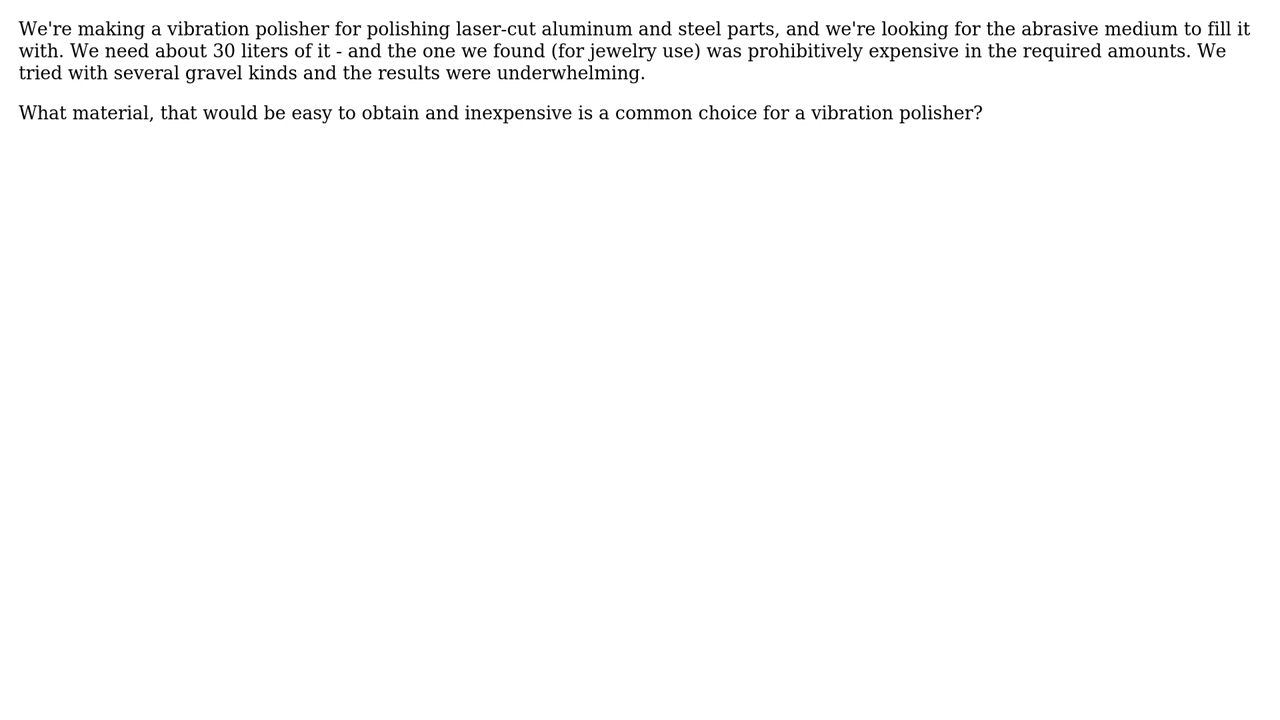 We're making a vibration polisher for polishing laser-cut aluminum and steel parts, and we're looking for the abrasive medium to fill it
with. We need about 30 liters of it - and the one we found (for jewelry use) was prohibitively expensive in the required amounts. We
tried with several gravel kinds and the results were underwhelming.
What material, that would be easy to obtain and inexpensive is a common choice for a vibration polisher?